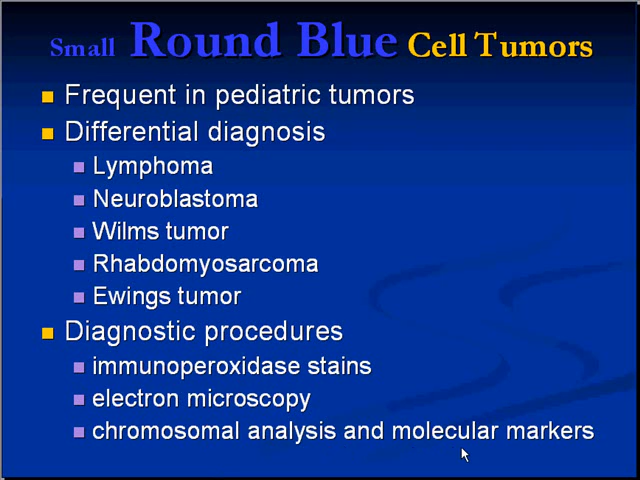 Small Round Blue Cell Tumors
Frequent in pediatric tumors
Differential diagnosis
Lymphoma
Neuroblastoma
Wilms tumor
Rhabdomyosarcoma
Ewings tumor
Diagnostic procedures
immunoperoxidase stains
electron microscopy
chromosomal analysis and molecular markers